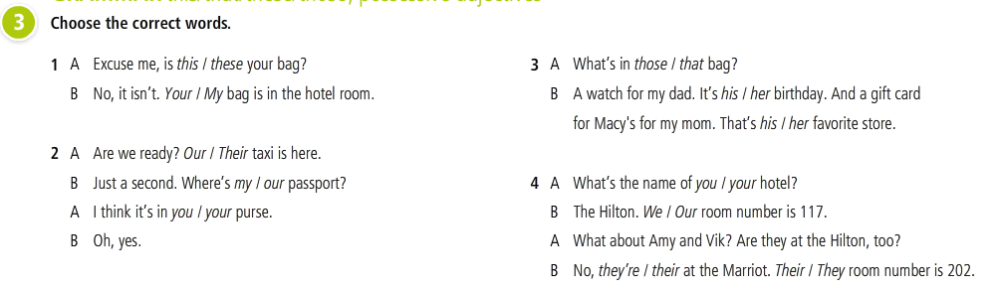 3 Choose the correct words.
1 A Excuse me, is this / these your bag?
B No, it isn't. Your / My bag is in the hotel room.
2 A Are we ready? Our / Their taxi is here.
B Just a second. Where's my / our passport?
A I think it's in you / your purse.
B Oh, yes.
3 A What's in those / that bag?
B A watch for my dad. It's his / her birthday. And a gift card
for Macy's for my mom. That's his / her favorite store.
4 A What's the name of you / your hotel?
B The Hilton. We / Our room number is 117.
A What about Amy and Vik? Are they at the Hilton, too?
B No, they're / their at the Marriot. Their / They room number is 202.